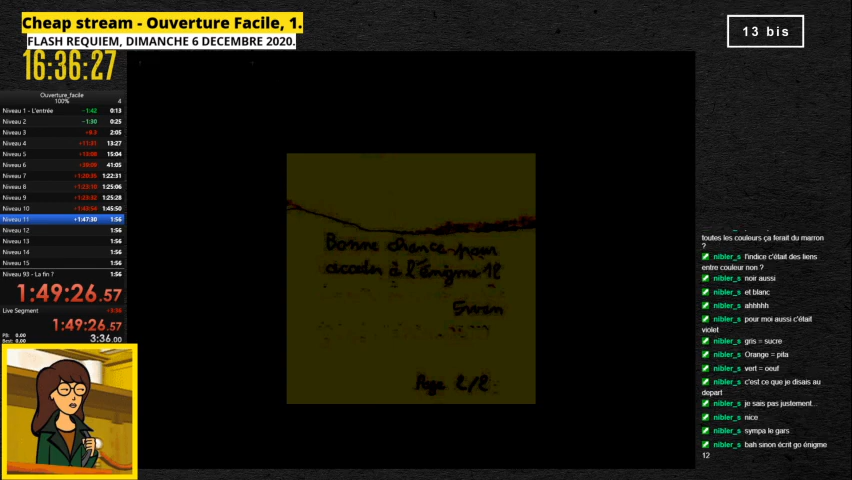 Cheap stream - Ouverture Facile, 1.
FLASH REQUIEM, DIMANCHE 6 DECEMBRE 2020.
16:36:27
13 bis
Ouverture_facile
100% 4
Niveau 1 - L'entrée -1:42 0:13
Niveau 2 -1:30 0:25
Niveau 3 +8.3 2:05
Niveau 4 +11:31 13:27
Niveau 5 +13:08 15:04
Niveau 6 +39:09 41:05
Niveau 7 +1:20:35 1:22:31
Niveau 8 +1:23:10 1:25:06
Niveau 9 +1:23:32 1:25:28
Niveau 10 +1:43:54 1:45:50
Niveau 11 +1:47:30 1:56
Niveau 12 1:56
Niveau 13 1:56
Niveau 14 1:56
Niveau 15 1:56
Niveau 93 - La fin ? 1:56
1:49:26.57
Live Segment +3:36
1:49:26.57
PB: 0.00
Best: 0.00
3:36.00
Bonne chance pour
accéder à l'énigme 12
Swan
Page 2/2
toutes les couleurs ça ferait du marron
?
nibler_s l'indice c'était des liens
entre couleur non ?
nibler_s noir aussi
nibler_s et blanc
nibler_s ahhhhh
nibler_s pour moi aussi c'était
violet
nibler_s gris = sucre
nibler_s Orange = pita
nibler_s vert = oeuf
nibler_s c'est ce que je disais au
depart
nibler_s je sais pas justement...
nibler_s nice
nibler_s sympa le gars
nibler_s bah sinon écrit go énigme
12